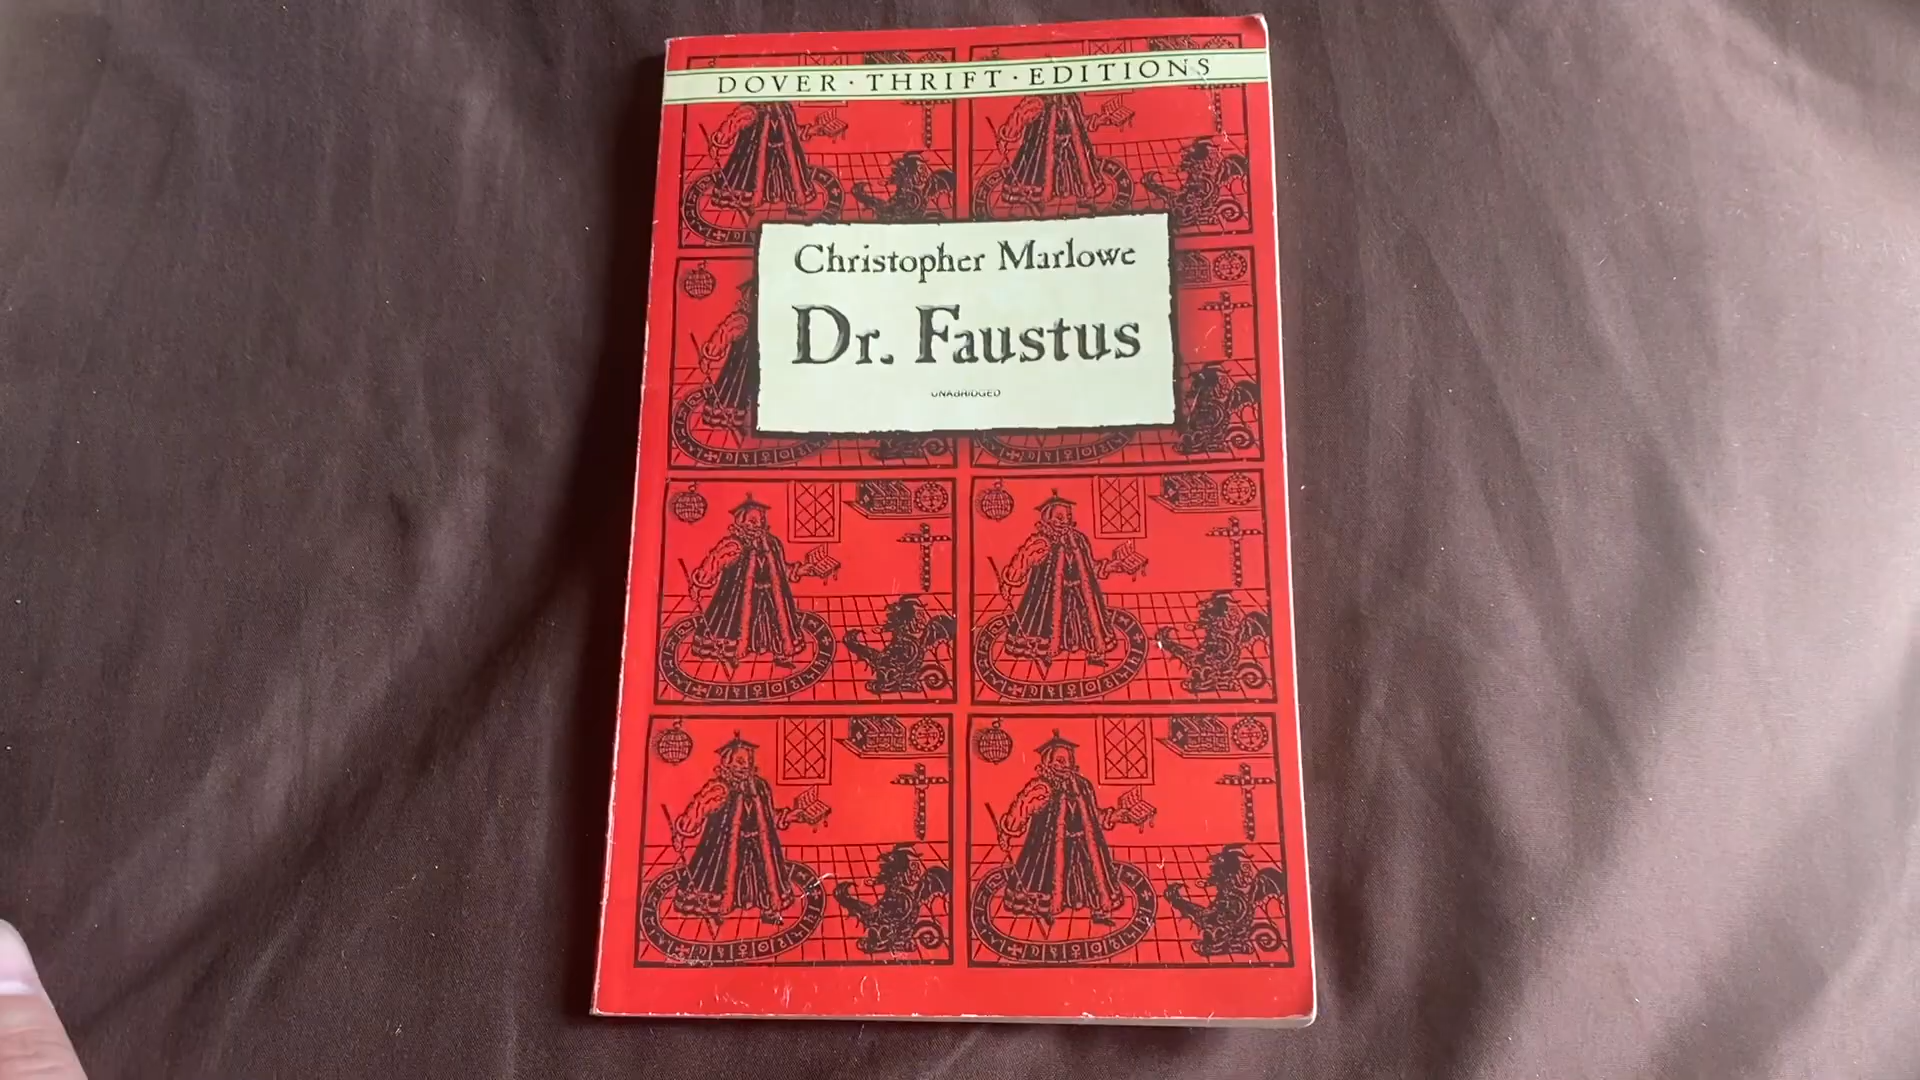 DOVER · THRIFT · EDITIONS
Christopher Marlowe
Dr. Faustus
UNABRIDGED